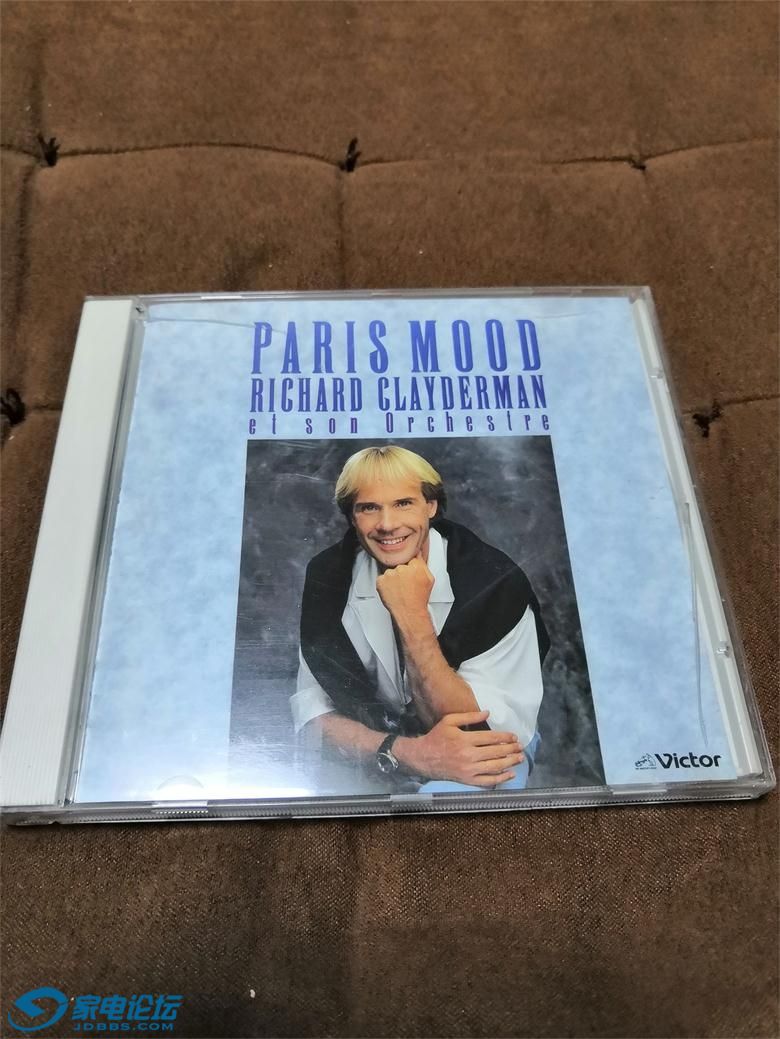 PARIS MOOD
RICHARD CLAYDERMAN
et son Orchestre
Victor
家电论坛
JDBBS.COM